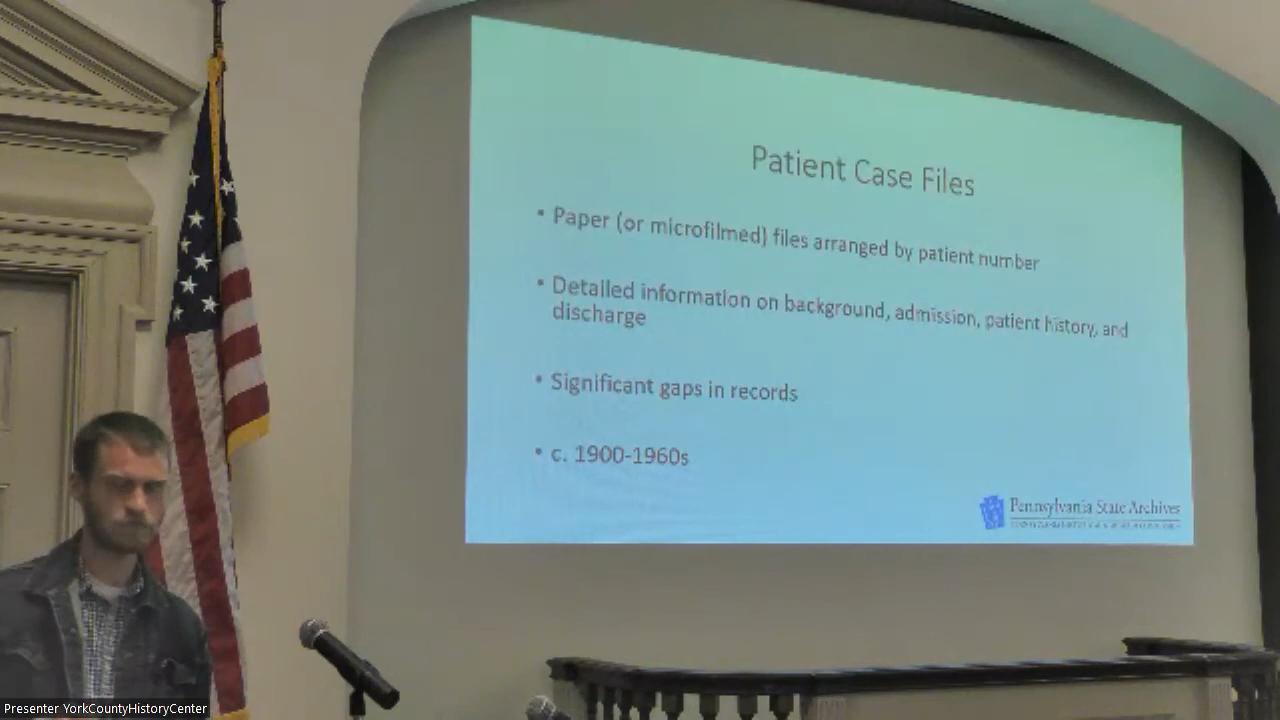 Patient Case Files
• Paper (or microfilmed) files arranged by patient number
• Detailed information on background, admission, patient history, and
discharge
• Significant gaps in records
• c. 1900-1960s
Pennsylvania State Archives
Presenter YorkCountyHistoryCenter